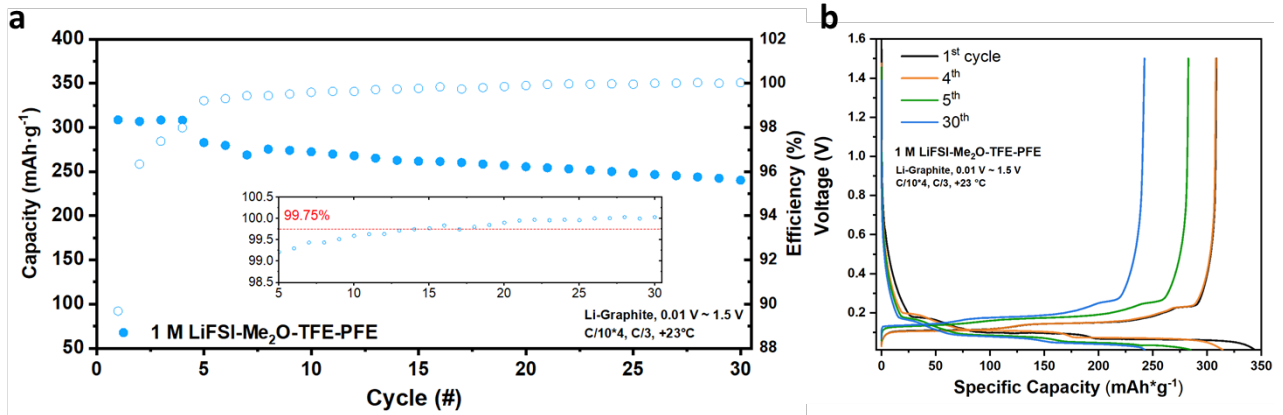 a
400
350
300
250
200
150
100
50
Capacity (mAh·g⁻¹)
102
100
98
96
94
92
90
88
Efficiency (%)
100.5
100.0
99.5
99.0
98.5
99.75%
5 10 15 20 25 30
1 M LiFSI-Me₂O-TFE-PFE
Li-Graphite, 0.01 V ~ 1.5 V
C/10*4, C/3, +23℃
0 5 10 15 20 25 30
Cycle (#)
b
1.6
1.4
1.2
1.0
0.8
0.6
0.4
0.2
Voltage (V)
1ˢᵗ cycle
4ᵗʰ
5ᵗʰ
30ᵗʰ
1 M LiFSI-Me₂O-TFE-PFE
Li-Graphite, 0.01 V ~ 1.5 V
C/10*4, C/3, +23 °C
0 50 100 150 200 250 300 350
Specific Capacity (mAh*g⁻¹)